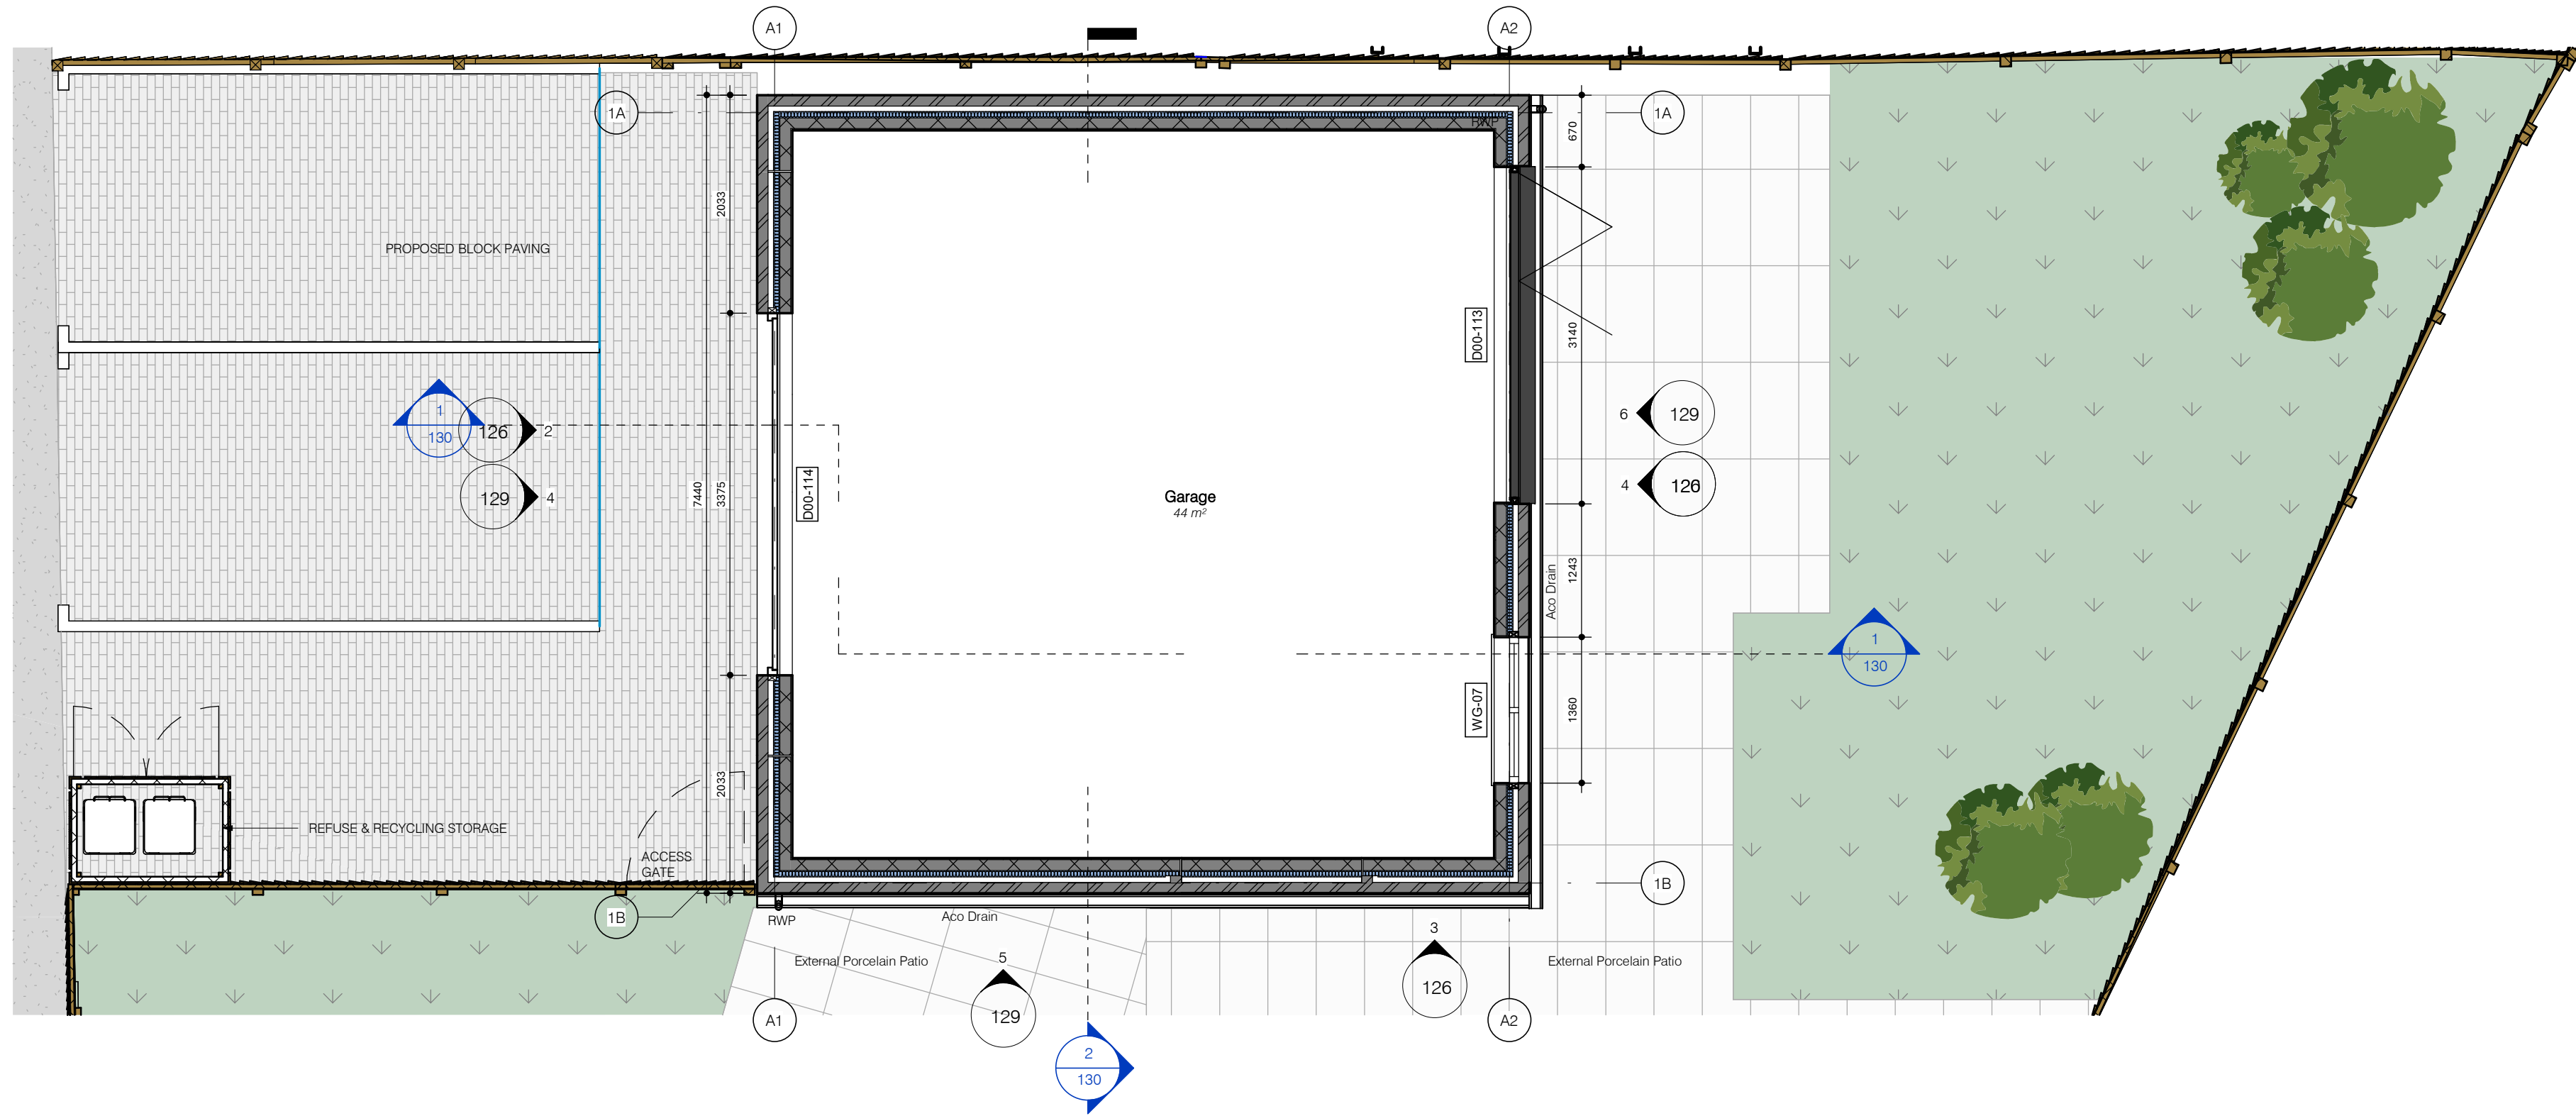 A1
A2
1A
RWP
670
1A
2033
PROPOSED BLOCK PAVING
D00-113
3140
1
130
126
2
6
129
129
4
7440
3375
D00-114
Garage
44 m²
4
126
1243
Aco Drain
1
130
WG-07
1360
2033
REFUSE & RECYCLING STORAGE
ACCESS
GATE
1B
1B
RWP
Aco Drain
3
External Porcelain Patio
5
External Porcelain Patio
126
A1
129
A2
2
130